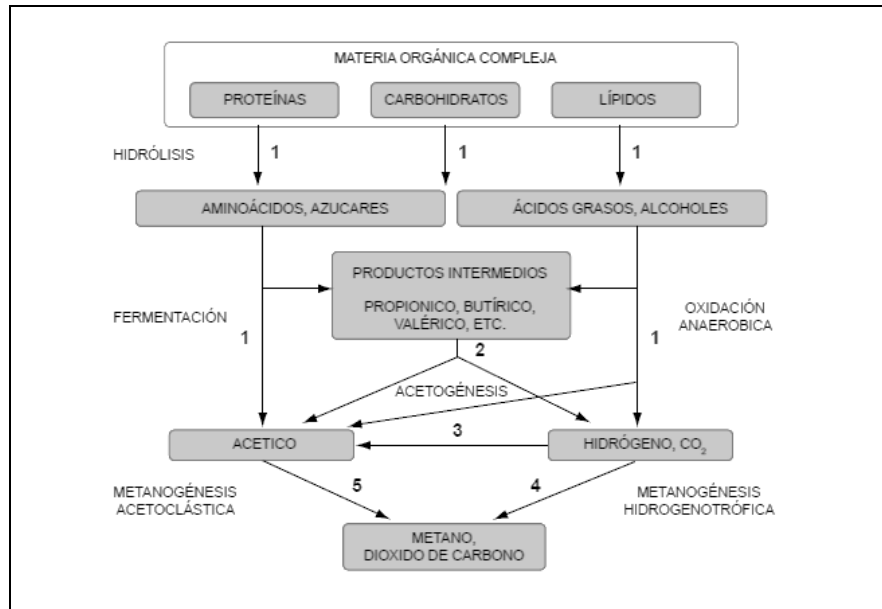 MATERIA ORGÁNICA COMPLEJA
PROTEÍNAS
CARBOHIDRATOS
LÍPIDOS
HIDRÓLISIS
1
1
1
AMINOÁCIDOS, AZUCARES
ÁCIDOS GRASOS, ALCOHOLES
PRODUCTOS INTERMEDIOS
PROPIONICO, BUTÍRICO,
VALÉRICO, ETC.
FERMENTACIÓN
1
1
OXIDACIÓN
ANAEROBICA
2
ACETOGÉNESIS
ACETICO
3
HIDRÓGENO, CO₂
METANOGÉNESIS
ACETOCLÁSTICA
5
4
METANOGÉNESIS
HIDROGENOTRÓFICA
METANO,
DIOXIDO DE CARBONO